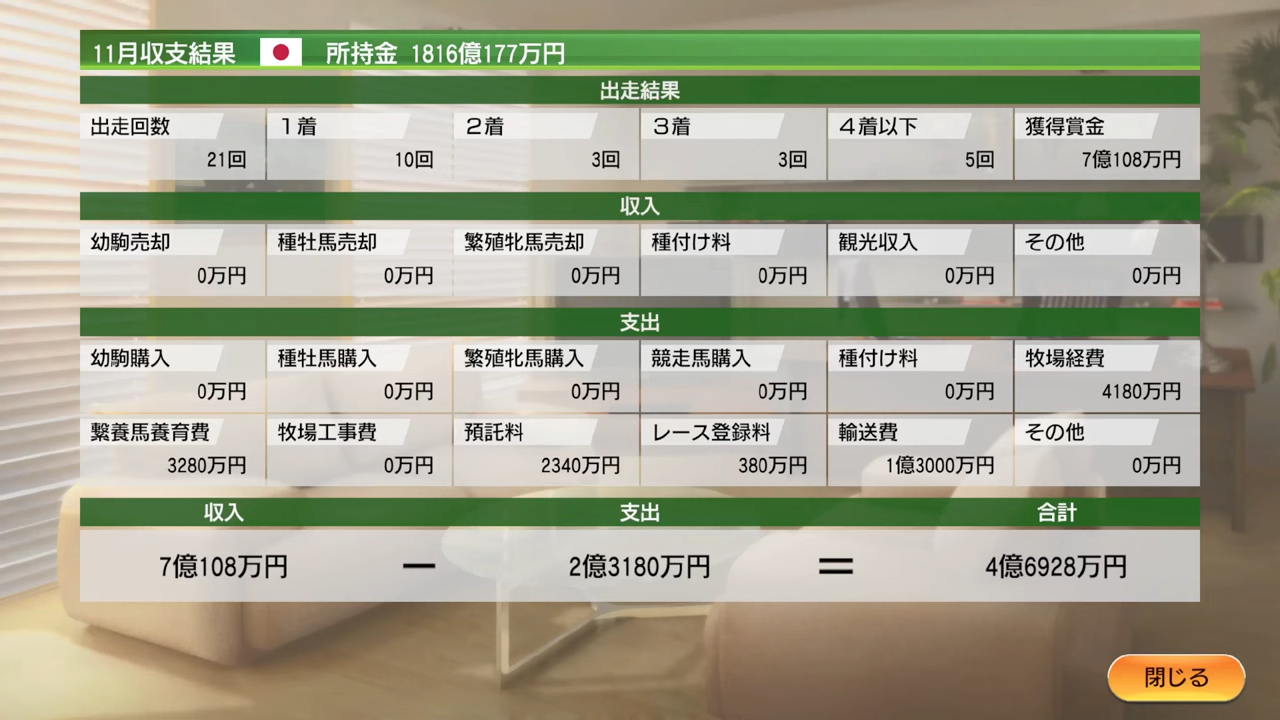 11月収支結果 所持金 1816億177万円
出走結果
出走回数 1着 2着 3着 4着以下 獲得賞金
21回 10回 3回 3回 5回 7億108万円
収入
幼駒売却 種牡馬売却 繁殖牝馬売却 種付け料 観光収入 その他
0万円 0万円 0万円 0万円 0万円 0万円
支出
幼駒購入 種牡馬購入 繁殖牝馬購入 競走馬購入 種付け料 牧場経費
0万円 0万円 0万円 0万円 0万円 4180万円
繫養馬養育費 牧場工事費 預託料 レース登録料 輸送費 その他
3280万円 0万円 2340万円 380万円 1億3000万円 0万円
収入 支出 合計
7億108万円 ー 2億3180万円 = 4億6928万円
閉じる